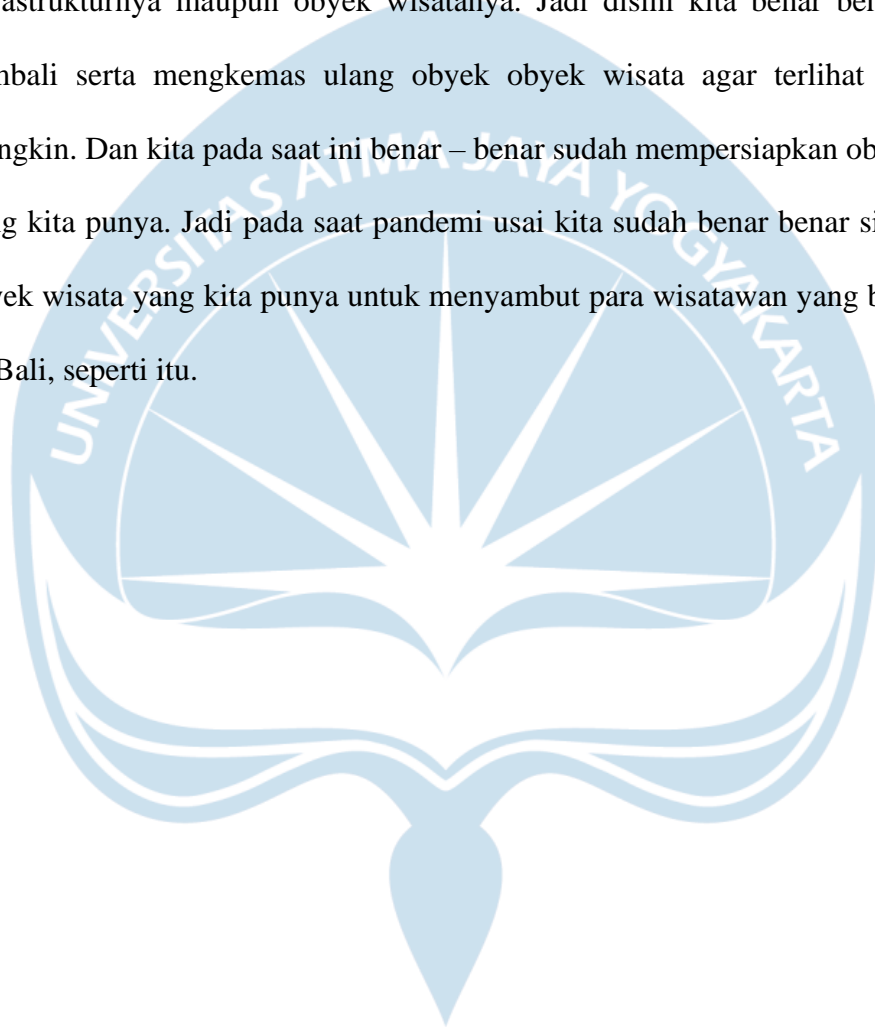 astrukturnya maupun obyek wisatanya. Jadi disini kita benar ben
mbali serta mengkemas ulang obyek obyek wisata agar terlihat
ngkin. Dan kita pada saat ini benar – benar sudah mempersiapkan ob
g kita punya. Jadi pada saat pandemi usai kita sudah benar benar si
yek wisata yang kita punya untuk menyambut para wisatawan yang b
Bali, seperti itu.
UNIVERSITAS ATMA JAYA YOGYAKARTA